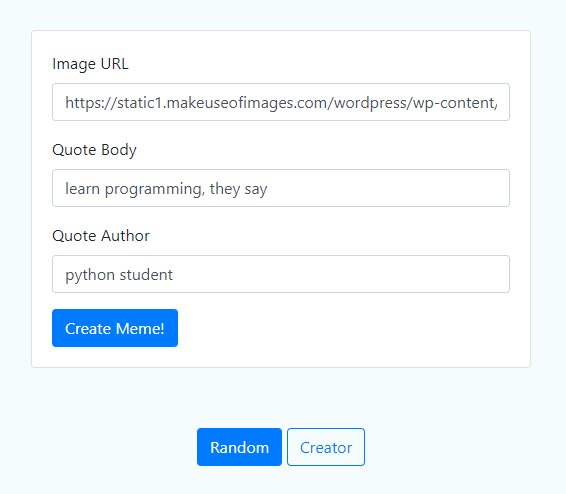 Image URL
https://static1.makeuseofimages.com/wordpress/wp-content/
Quote Body
learn programming, they say
Quote Author
python student
Create Meme!
Random Creator